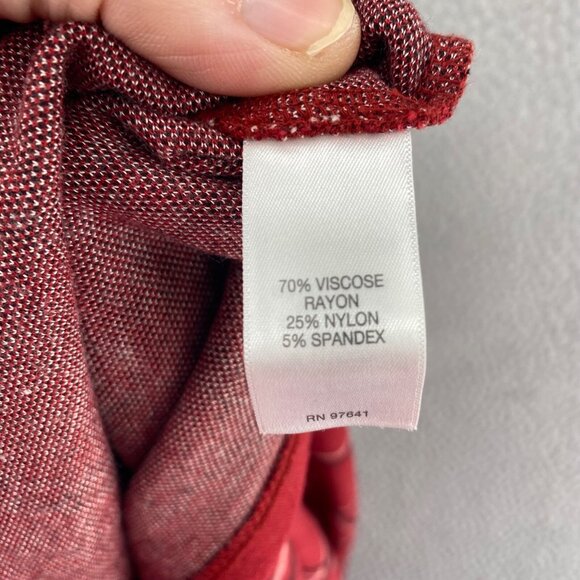 70% VISCOSE
RAYON
25% NYLON
5% SPANDEX
RN 97641